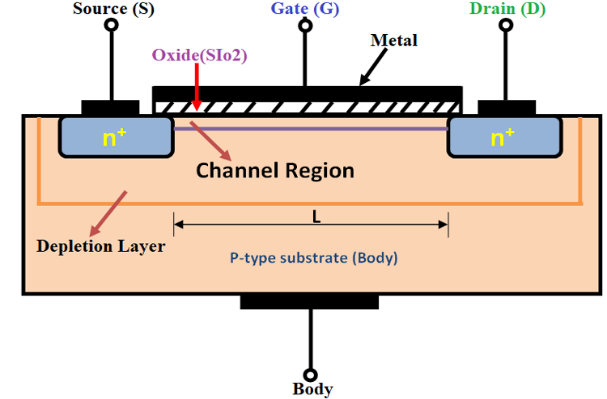 Source (S)
Gate (G)
Drain (D)
Metal
Oxide(SIo2)
n+
n+
Channel Region
L
Depletion Layer
P-type substrate (Body)
Body